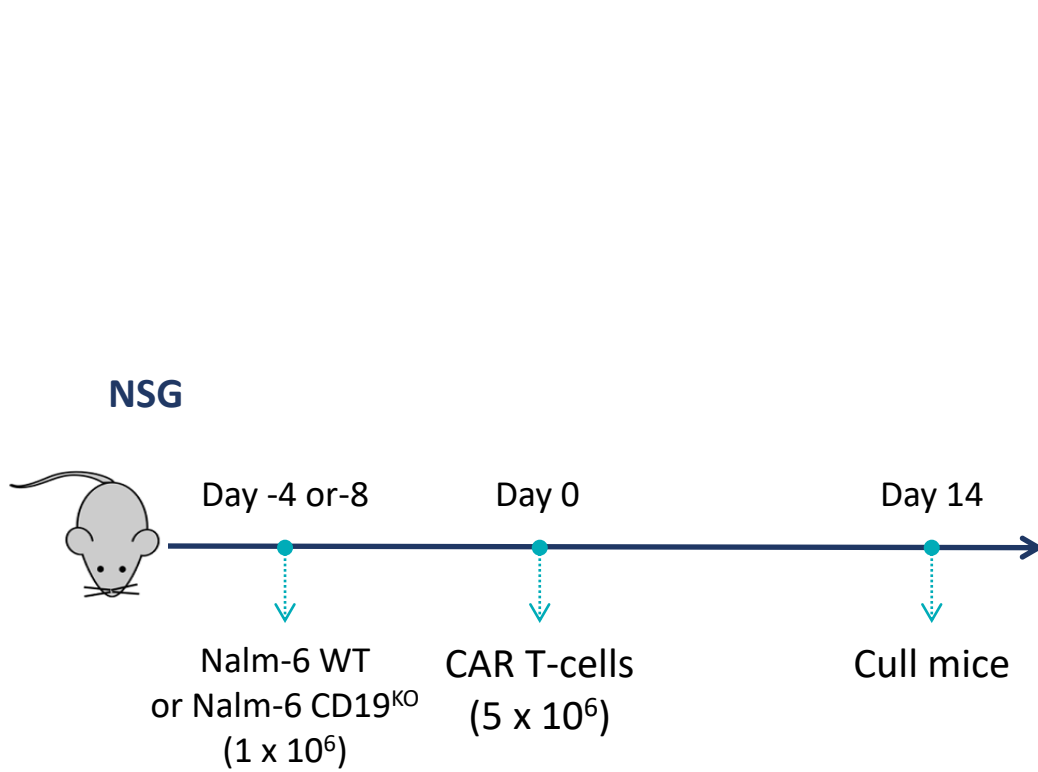 NSG
Day -4 or-8
Day 0
Day 14
Nalm-6 WT
or Nalm-6 CD19ᴷᴼ
(1 x 10⁶)
CAR T-cells
(5 x 10⁶)
Cull mice